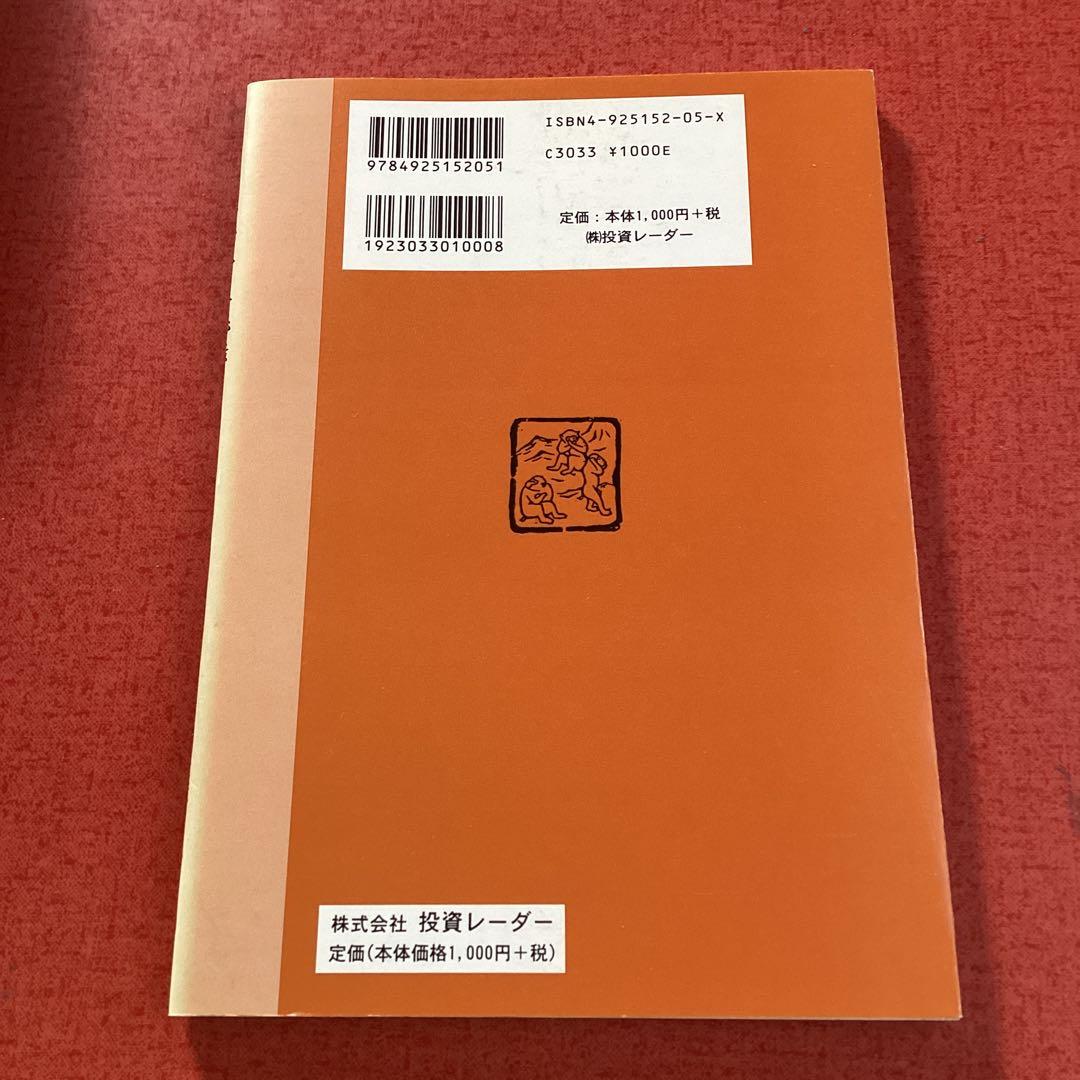 ISBN4-925152-05-X
9784925152051
C3033 ¥1000E
1923033010008
定価：本体1,000円＋税
㈱投資レーダー
株式会社 投資レーダー
定価(本体価格1,000円＋税)